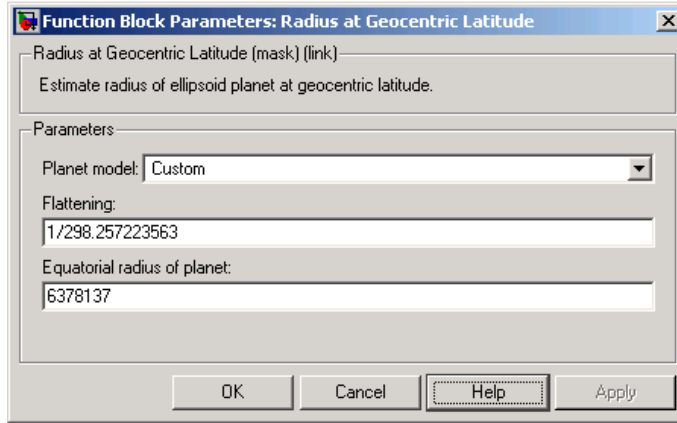 Function Block Parameters: Radius at Geocentric Latitude
Radius at Geocentric Latitude (mask) (link)
Estimate radius of ellipsoid planet at geocentric latitude.
Parameters
Planet model: Custom
Flattening:
1/298.257223563
Equatorial radius of planet:
6378137
OK Cancel Help Apply